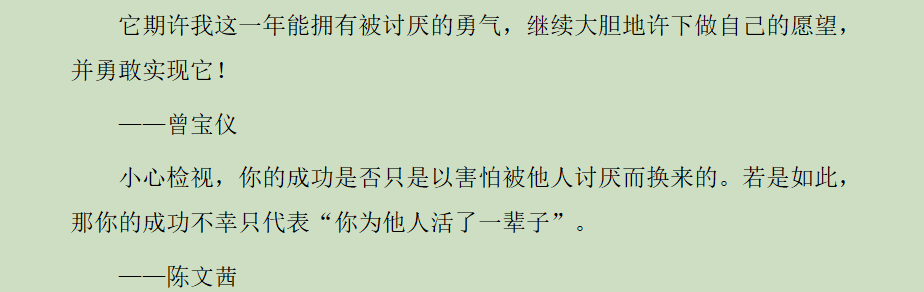 它期许我这一年能拥有被讨厌的勇气，继续大胆地许下做自己的愿望，
并勇敢实现它！
——曾宝仪
小心检视，你的成功是否只是以害怕被他人讨厌而换来的。若是如此，
那你的成功不幸只代表“你为他人活了一辈子”。
——陈文茜